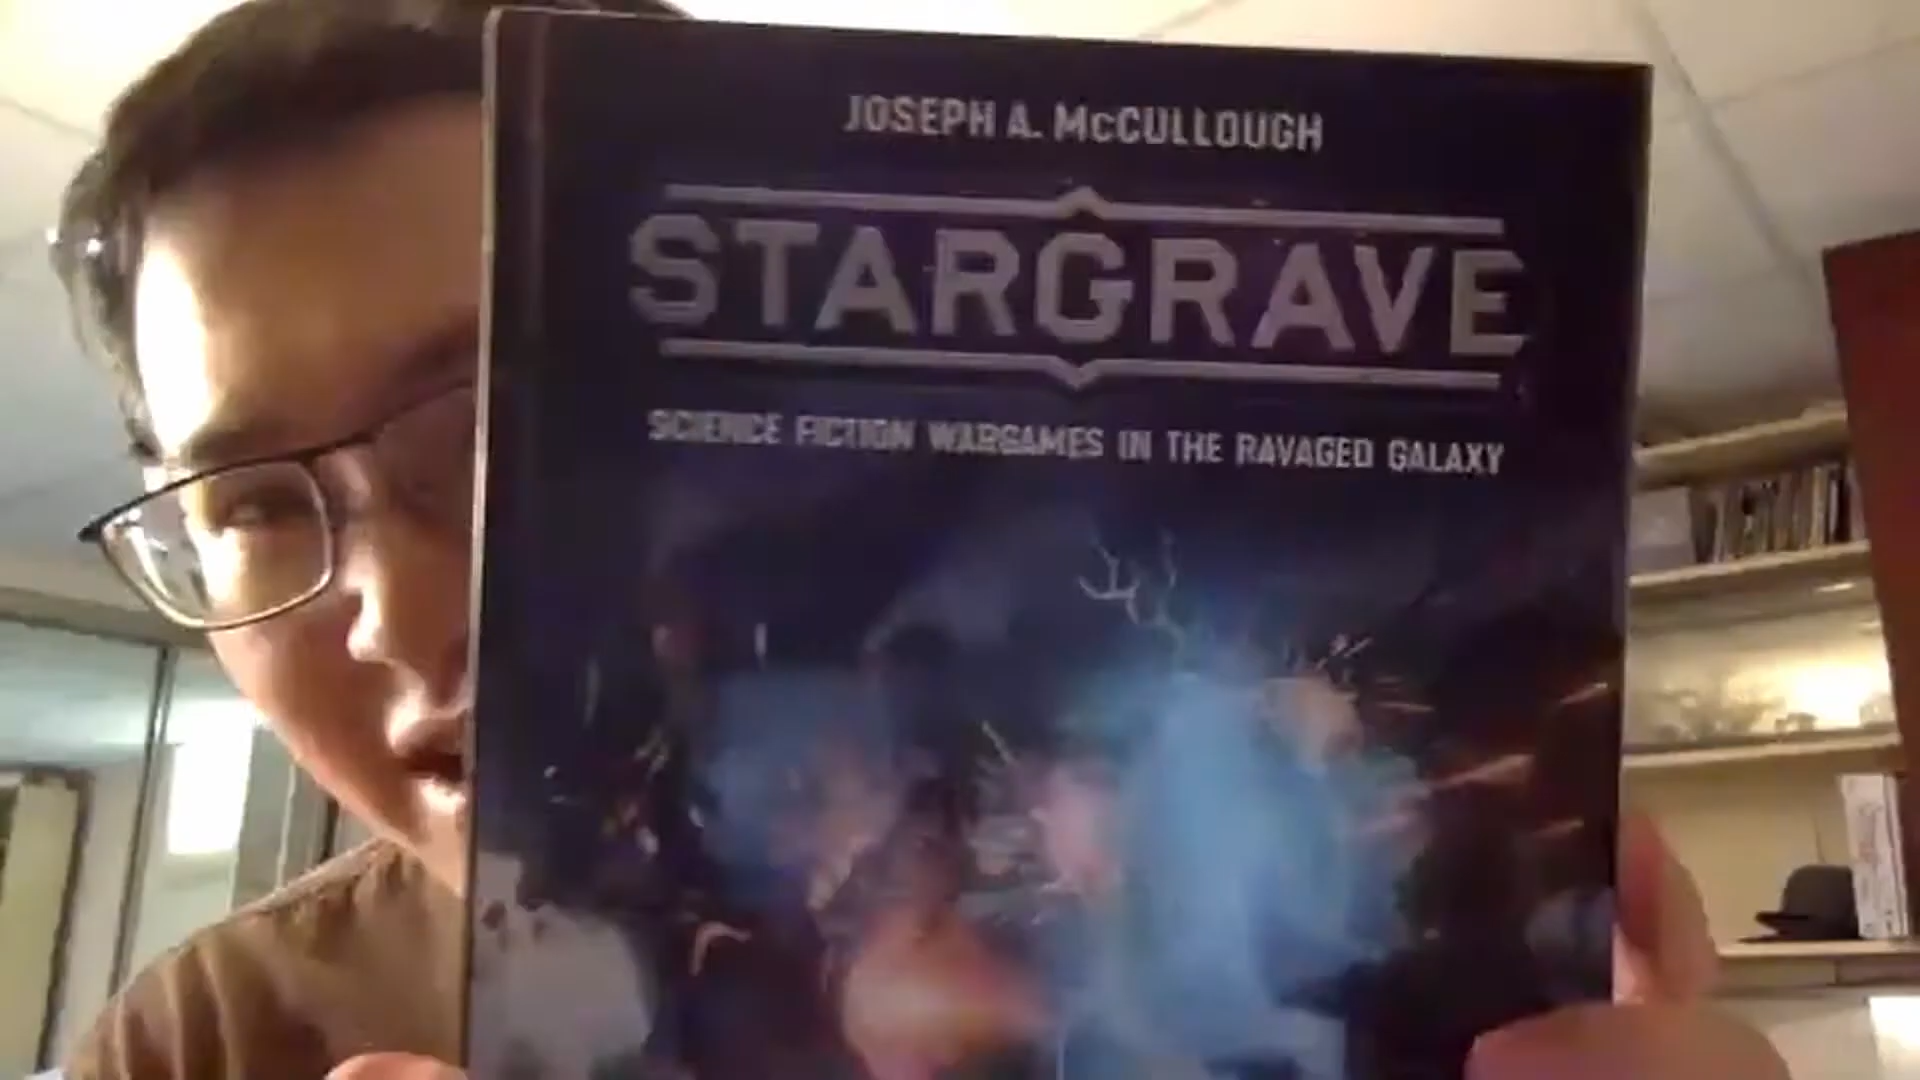 JOSEPH A. McCULLOUGH
STARGRAVE
SCIENCE FICTION WARGAMES IN THE RAVAGED GALAXY